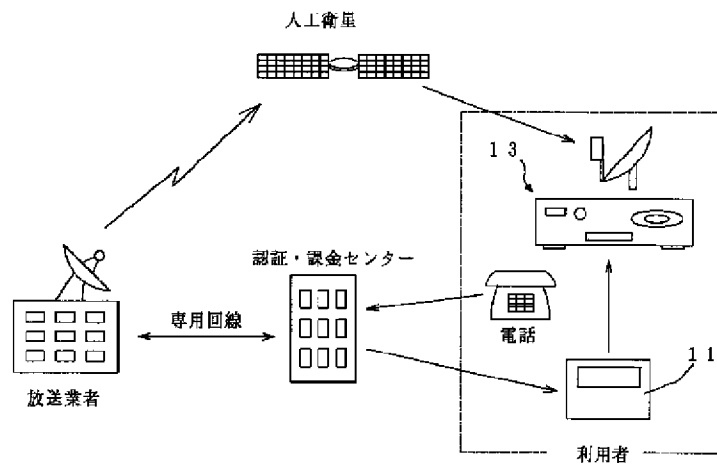 人工衛星
13
認証・課金センター
専用回線
電話
11
放送業者
利用者